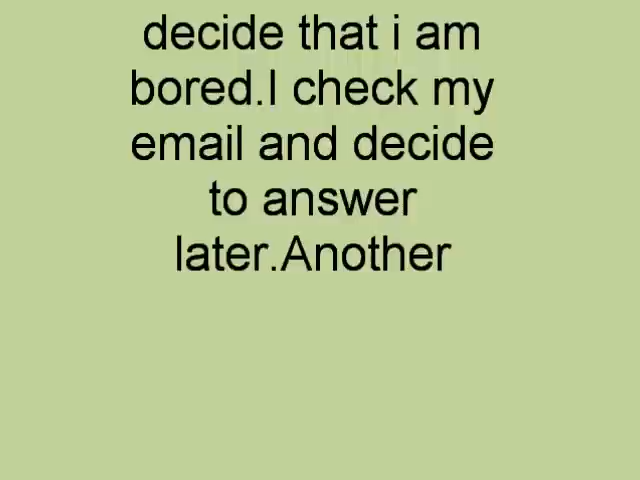 decide that i am
bored.I check my
email and decide
to answer
later.Another